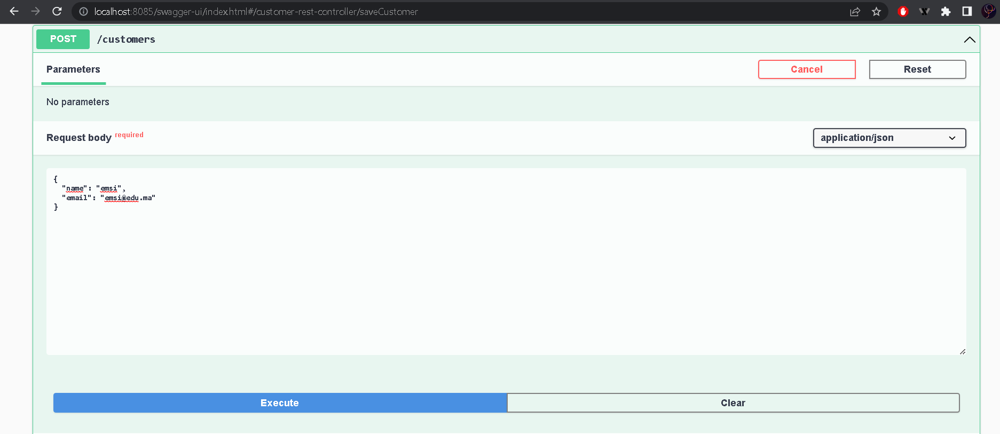 localhost:8085/swagger-ui/index.html#/customer-rest-controller/saveCustomer
POST /customers
Parameters Cancel Reset
No parameters
Request body required application/json
{
"name": "emsi",
"email": "emsi@edu.ma"
}
Execute Clear